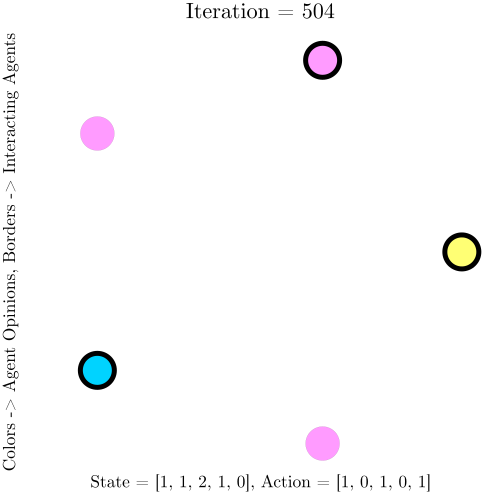 Iteration = 504
Colors -> Agent Opinions, Borders -> Interacting Agents
State = [1, 1, 2, 1, 0], Action = [1, 0, 1, 0, 1]